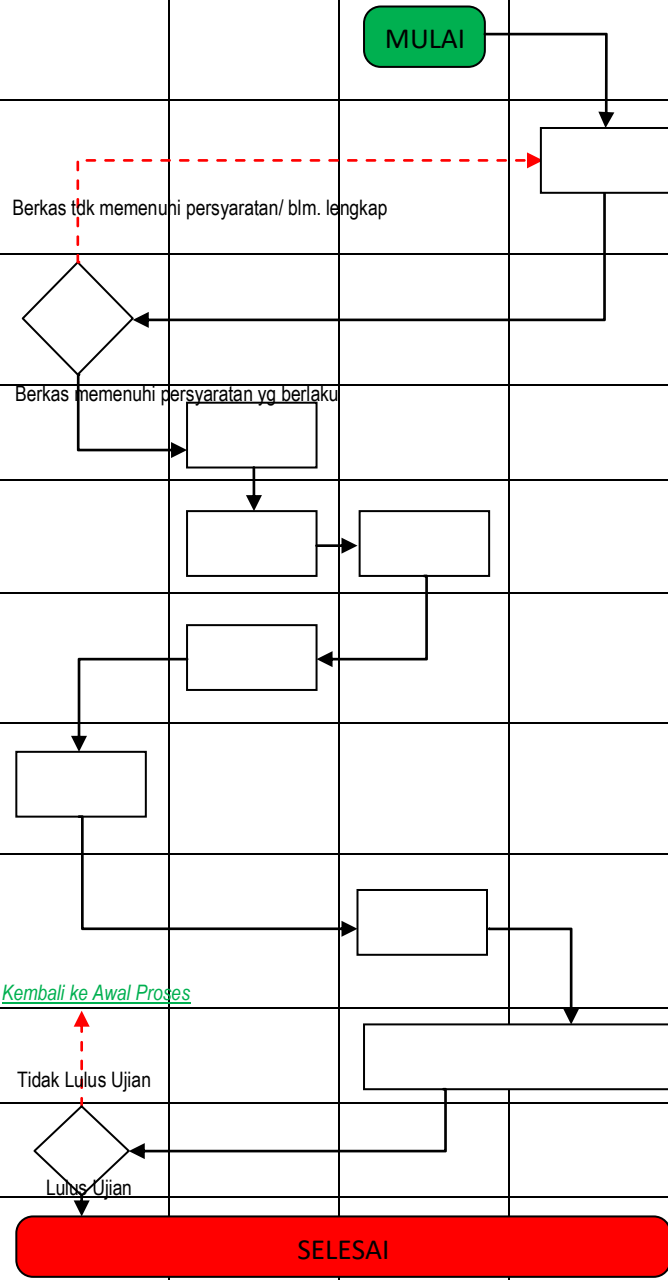 MULAI
Berkas tdk memenuhi persyaratan/ blm. lengkap
Berkas memenuhi persyaratan yg berlaku
Kembali ke Awal Proses
Tidak Lulus Ujian
Lulus Ujian
SELESAI